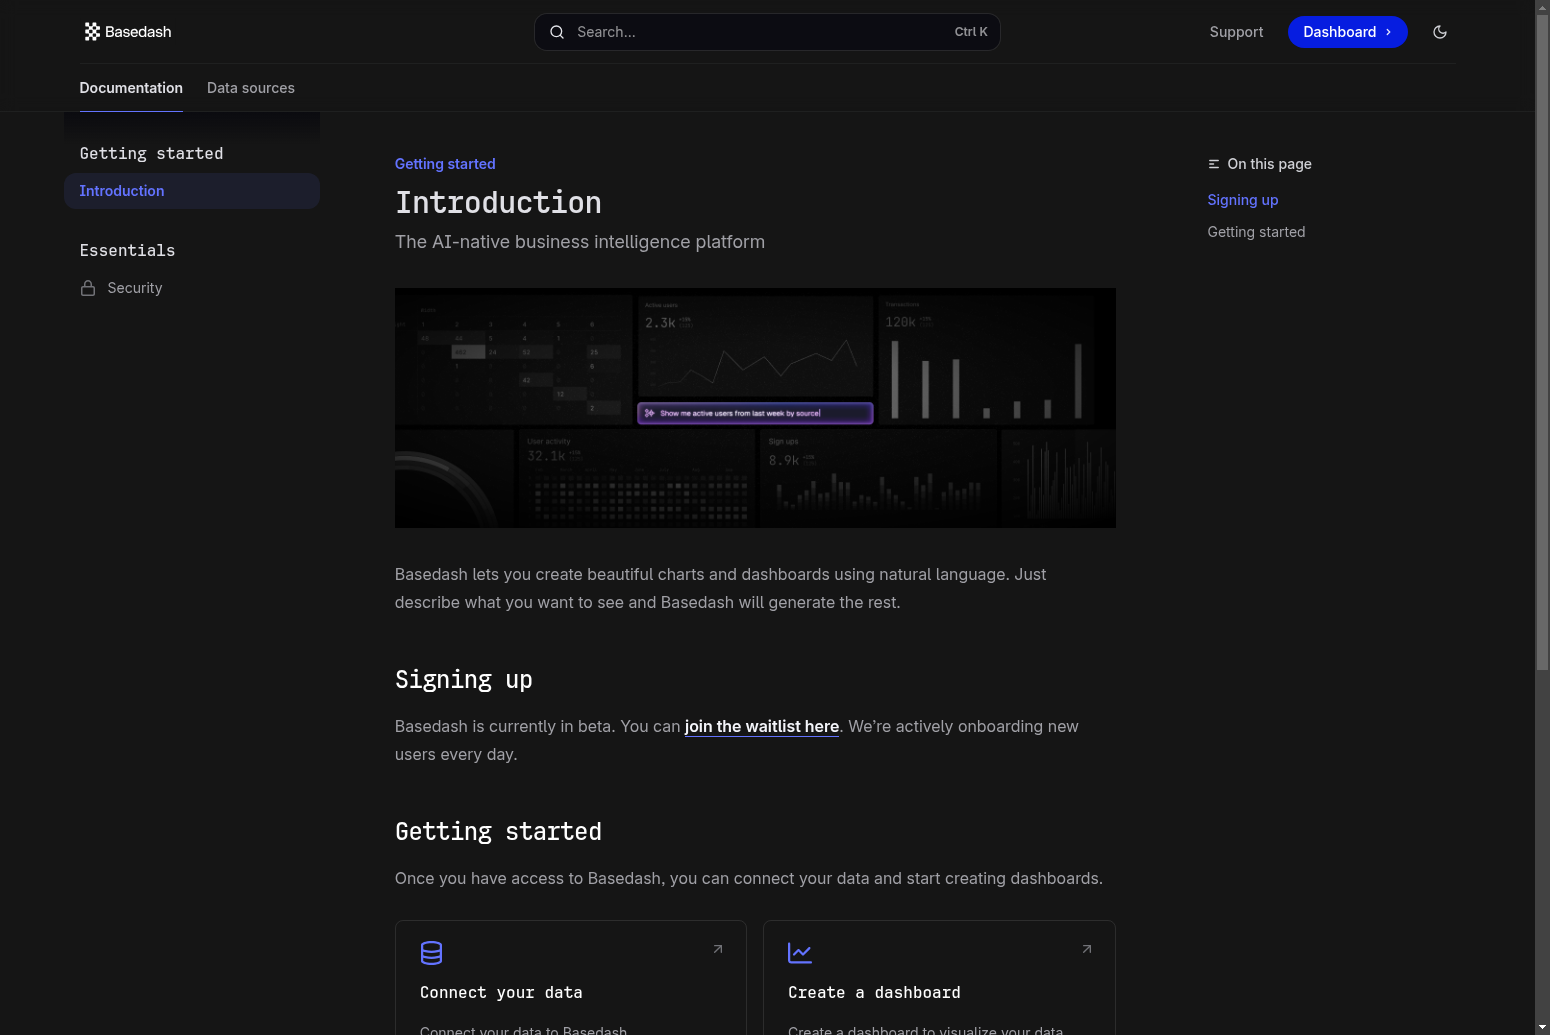 Basedash
Search...
Ctrl K
Support
Dashboard
Documentation
Data sources
Getting started
Introduction
Essentials
Security
Getting started
Introduction
The AI-native business intelligence platform
Active users
2.3k
Transactions
120k
Show me active users from last week by source
User activity
32.1k
Sign ups
8.9k
Basedash lets you create beautiful charts and dashboards using natural language. Just
describe what you want to see and Basedash will generate the rest.
Signing up
Basedash is currently in beta. You can join the waitlist here. We’re actively onboarding new
users every day.
Getting started
Once you have access to Basedash, you can connect your data and start creating dashboards.
Connect your data
Connect your data to Basedash
Create a dashboard
Create a dashboard to visualize your data
On this page
Signing up
Getting started